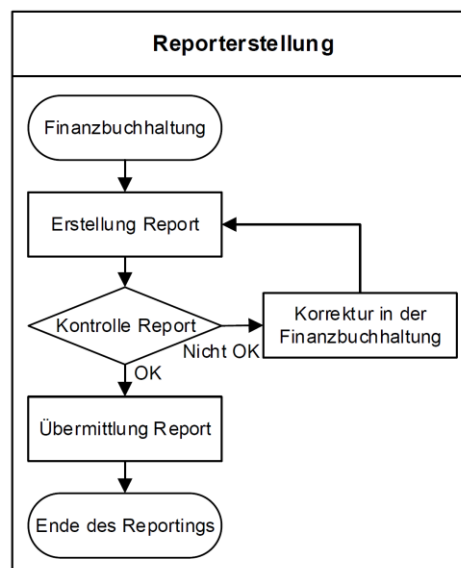 Reporterstellung
Finanzbuchhaltung
Erstellung Report
Kontrolle Report
Nicht OK
Korrektur in der
Finanzbuchhaltung
OK
Übermittlung Report
Ende des Reportings